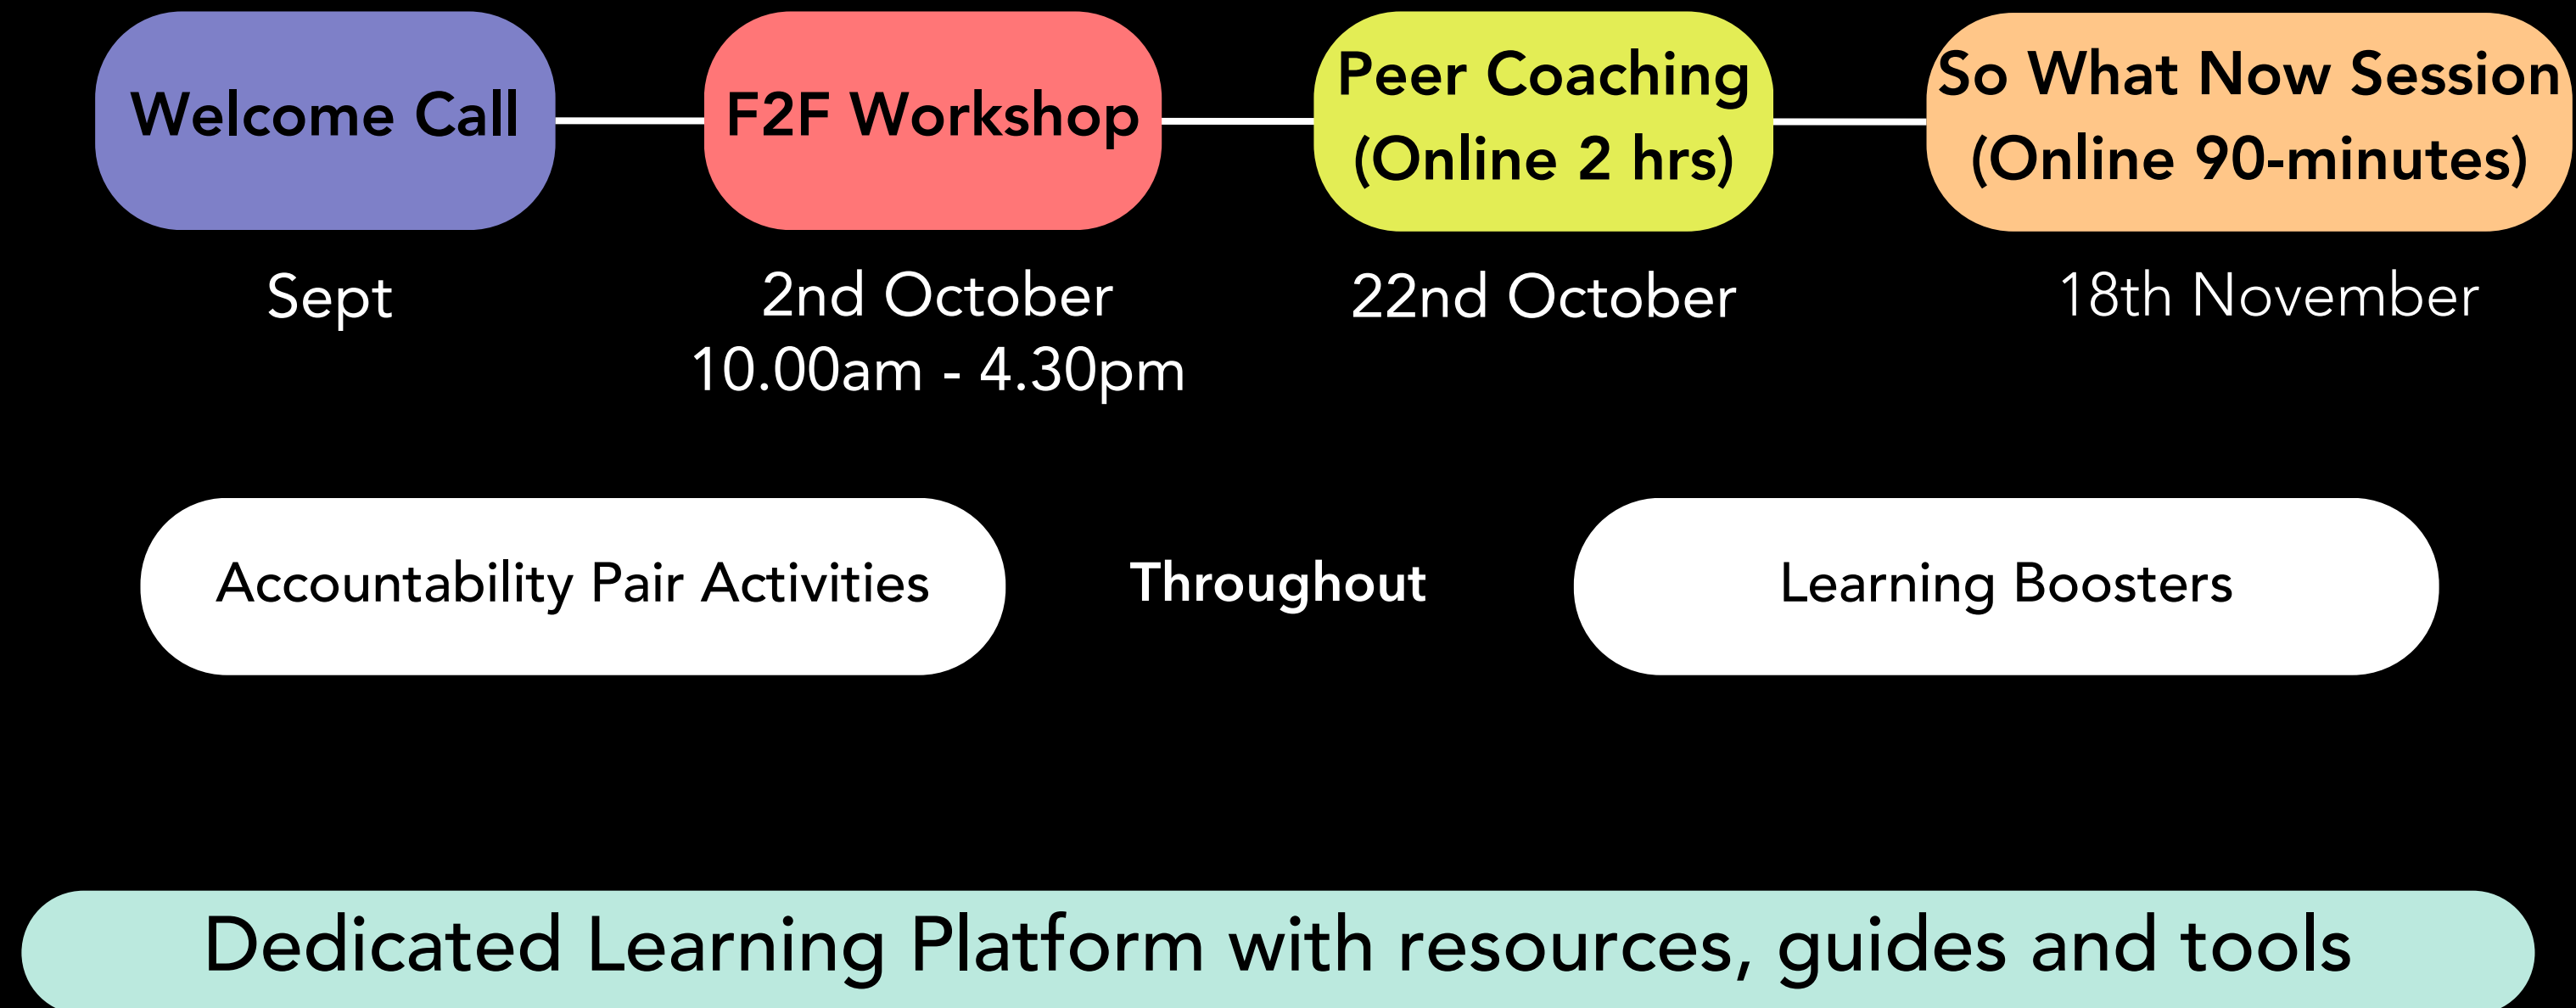 Welcome Call
F2F Workshop
Peer Coaching
(Online 2 hrs)
So What Now Session
(Online 90-minutes)
Sept
2nd October
10.00am - 4.30pm
22nd October
18th November
Accountability Pair Activities
Throughout
Learning Boosters
Dedicated Learning Platform with resources, guides and tools